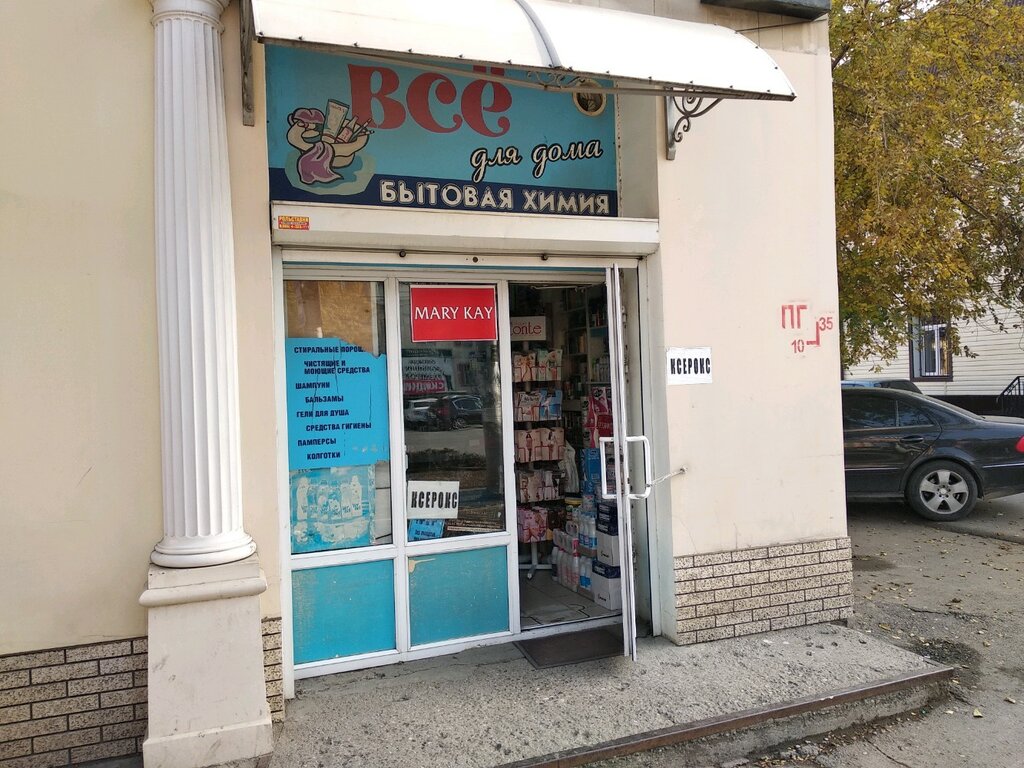 Всё
для дома
БЫТОВАЯ ХИМИЯ
MARY KAY
СТИРАЛЬНЫЕ ПОРОШ
ЧИСТЯЩИЕ И
МОЮЩИЕ СРЕДСТВА
ШАМПУНИ
БАЛЬЗАМЫ
ГЕЛИ ДЛЯ ДУША
СРЕДСТВА ГИГИЕНЫ
ПАМПЕРСЫ
КОЛГОТКИ
КСЕРОКС
КСЕРОКС
ПГ
35
10